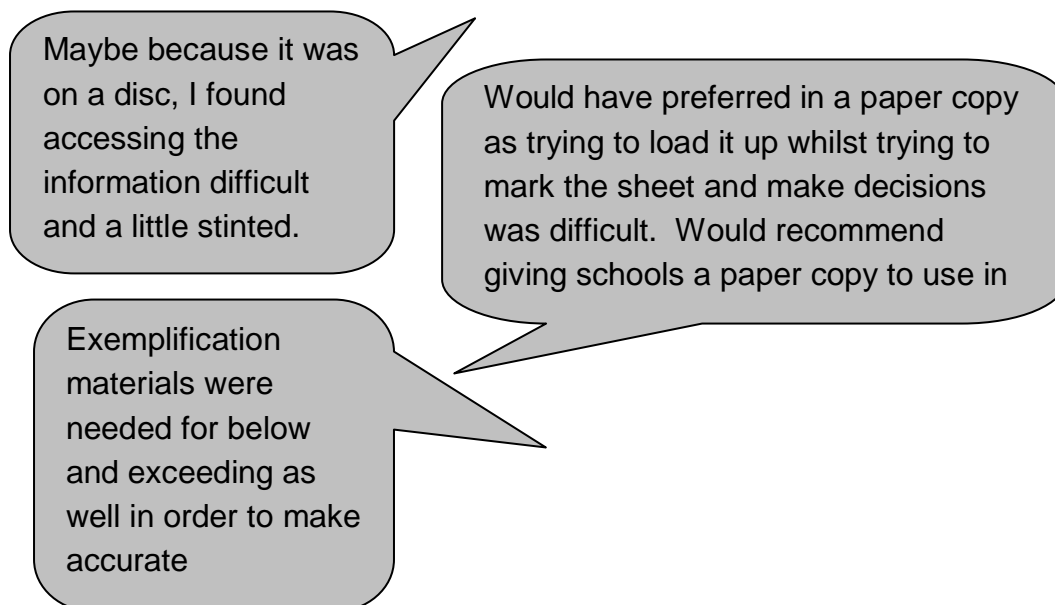 Maybe because it was
on a disc, I found
accessing the
information difficult
and a little stinted.
Would have preferred in a paper copy
as trying to load it up whilst trying to
mark the sheet and make decisions
was difficult.  Would recommend
giving schools a paper copy to use in
Exemplification
materials were
needed for below
and exceeding as
well in order to make
accurate